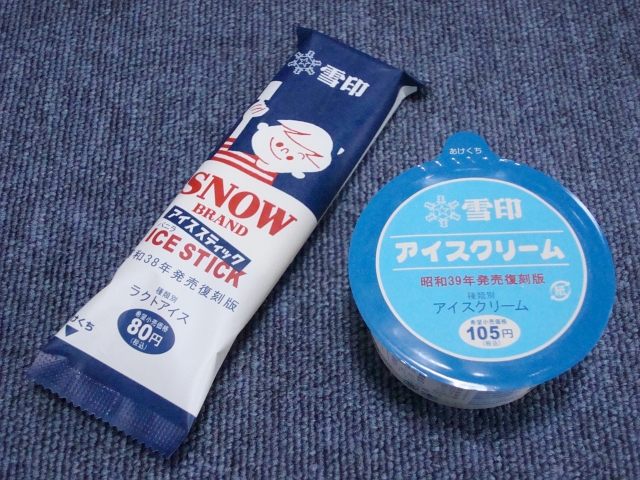 雪印
SNOW
BRAND
アイススティック
バニラ
ICE STICK
和38年発売復刻版
種類別
ラクトアイス
希望小売価格
80円
(税込)
けくち
あけくち
雪印
アイスクリーム
昭和39年発売復刻版
種類別
アイスクリーム
希望小売価格
105円
(税込)